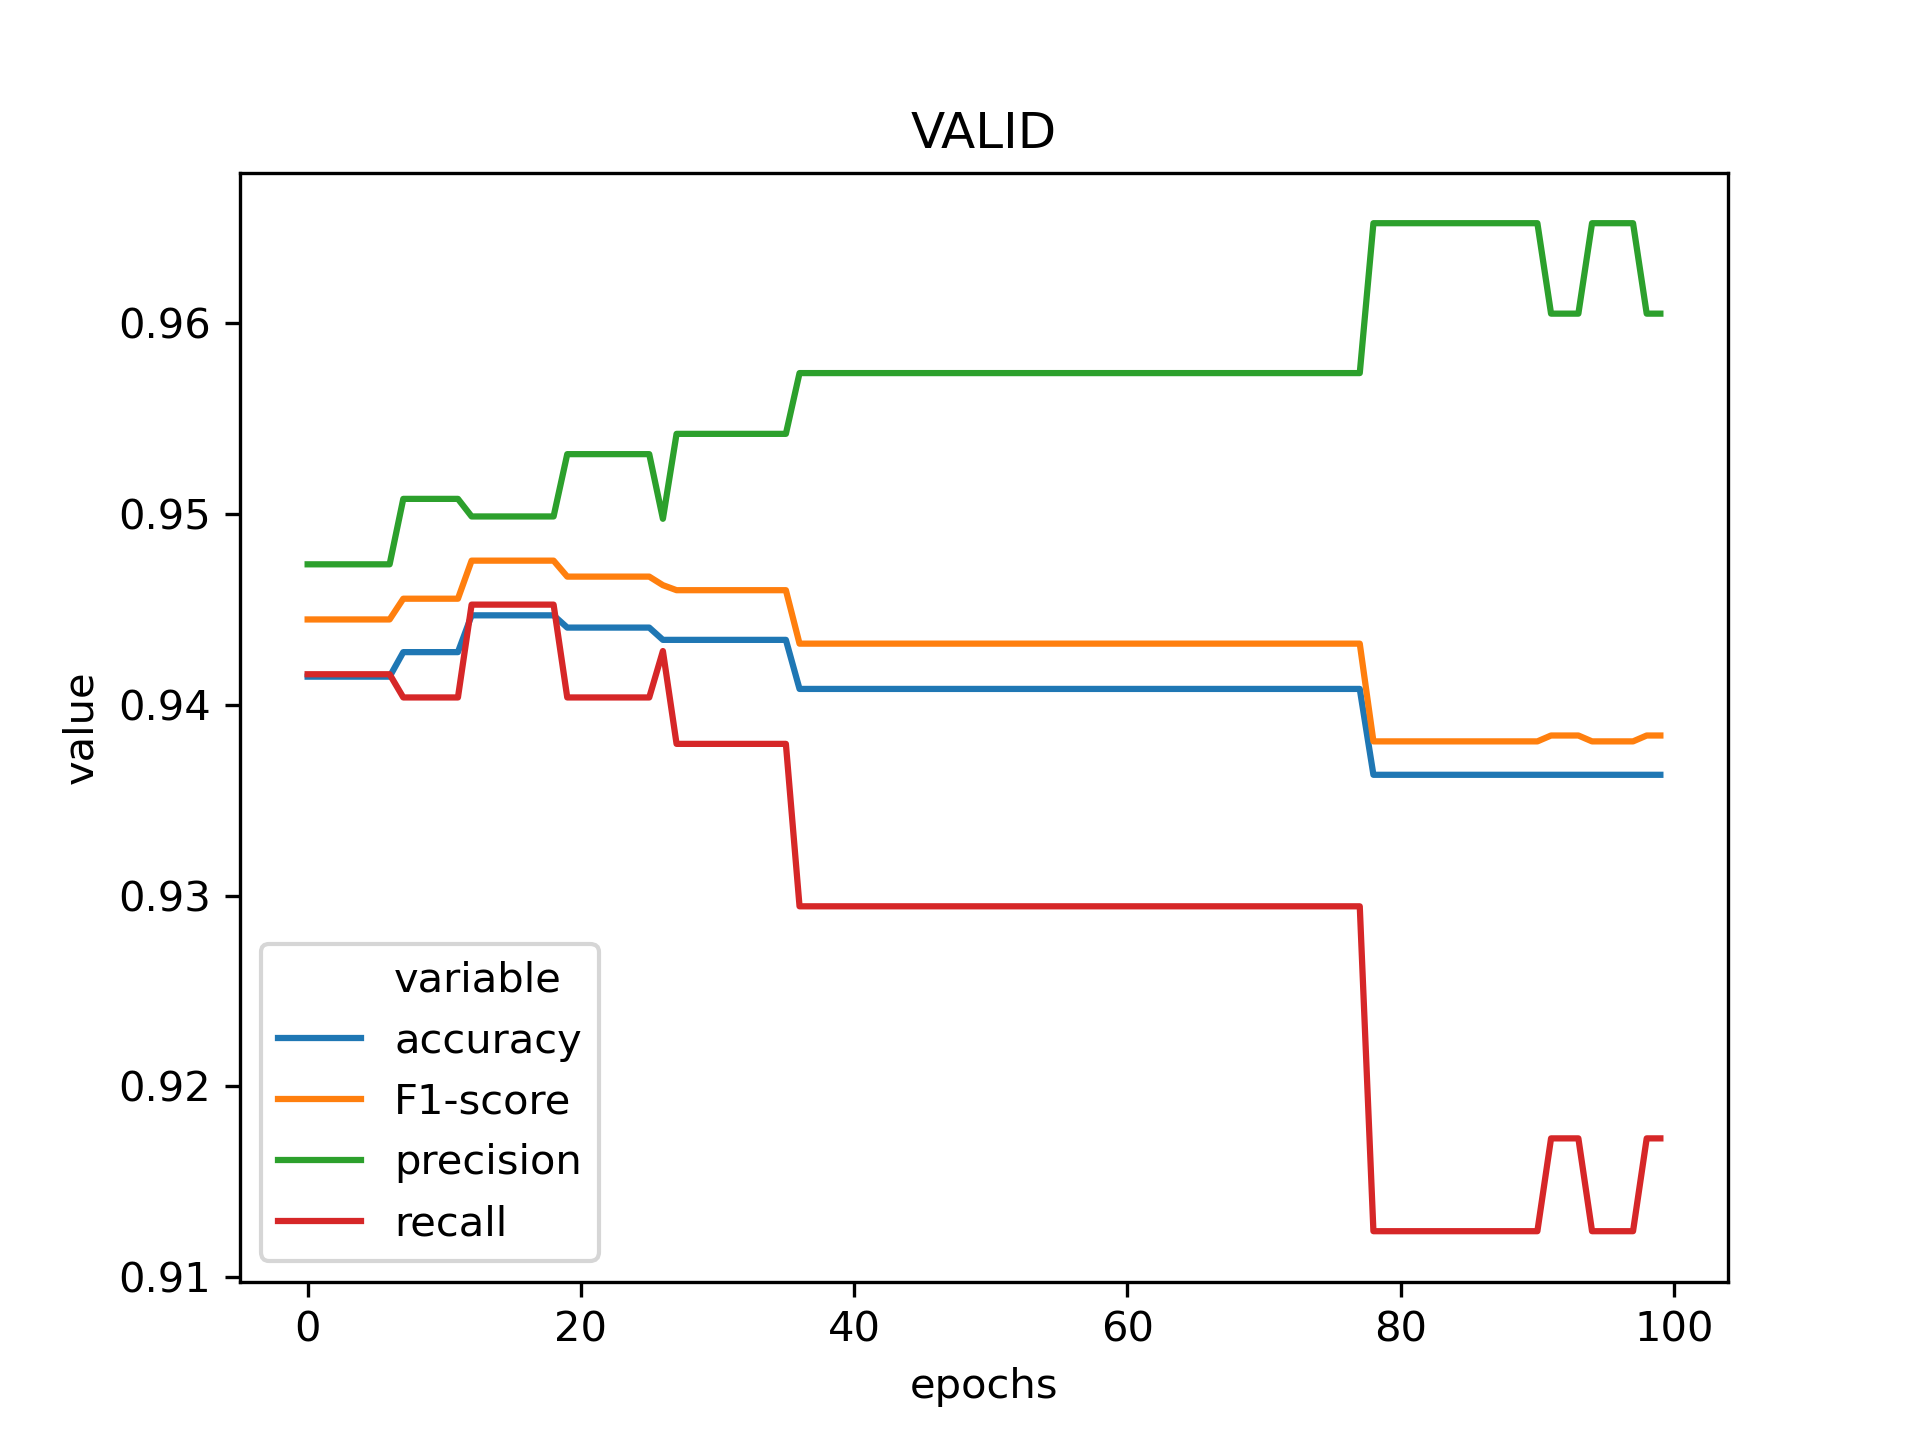 VALID
0.96
0.95
0.94
0.93
0.92
0.91
value
variable
accuracy
F1-score
precision
recall
0 20 40 60 80 100
epochs